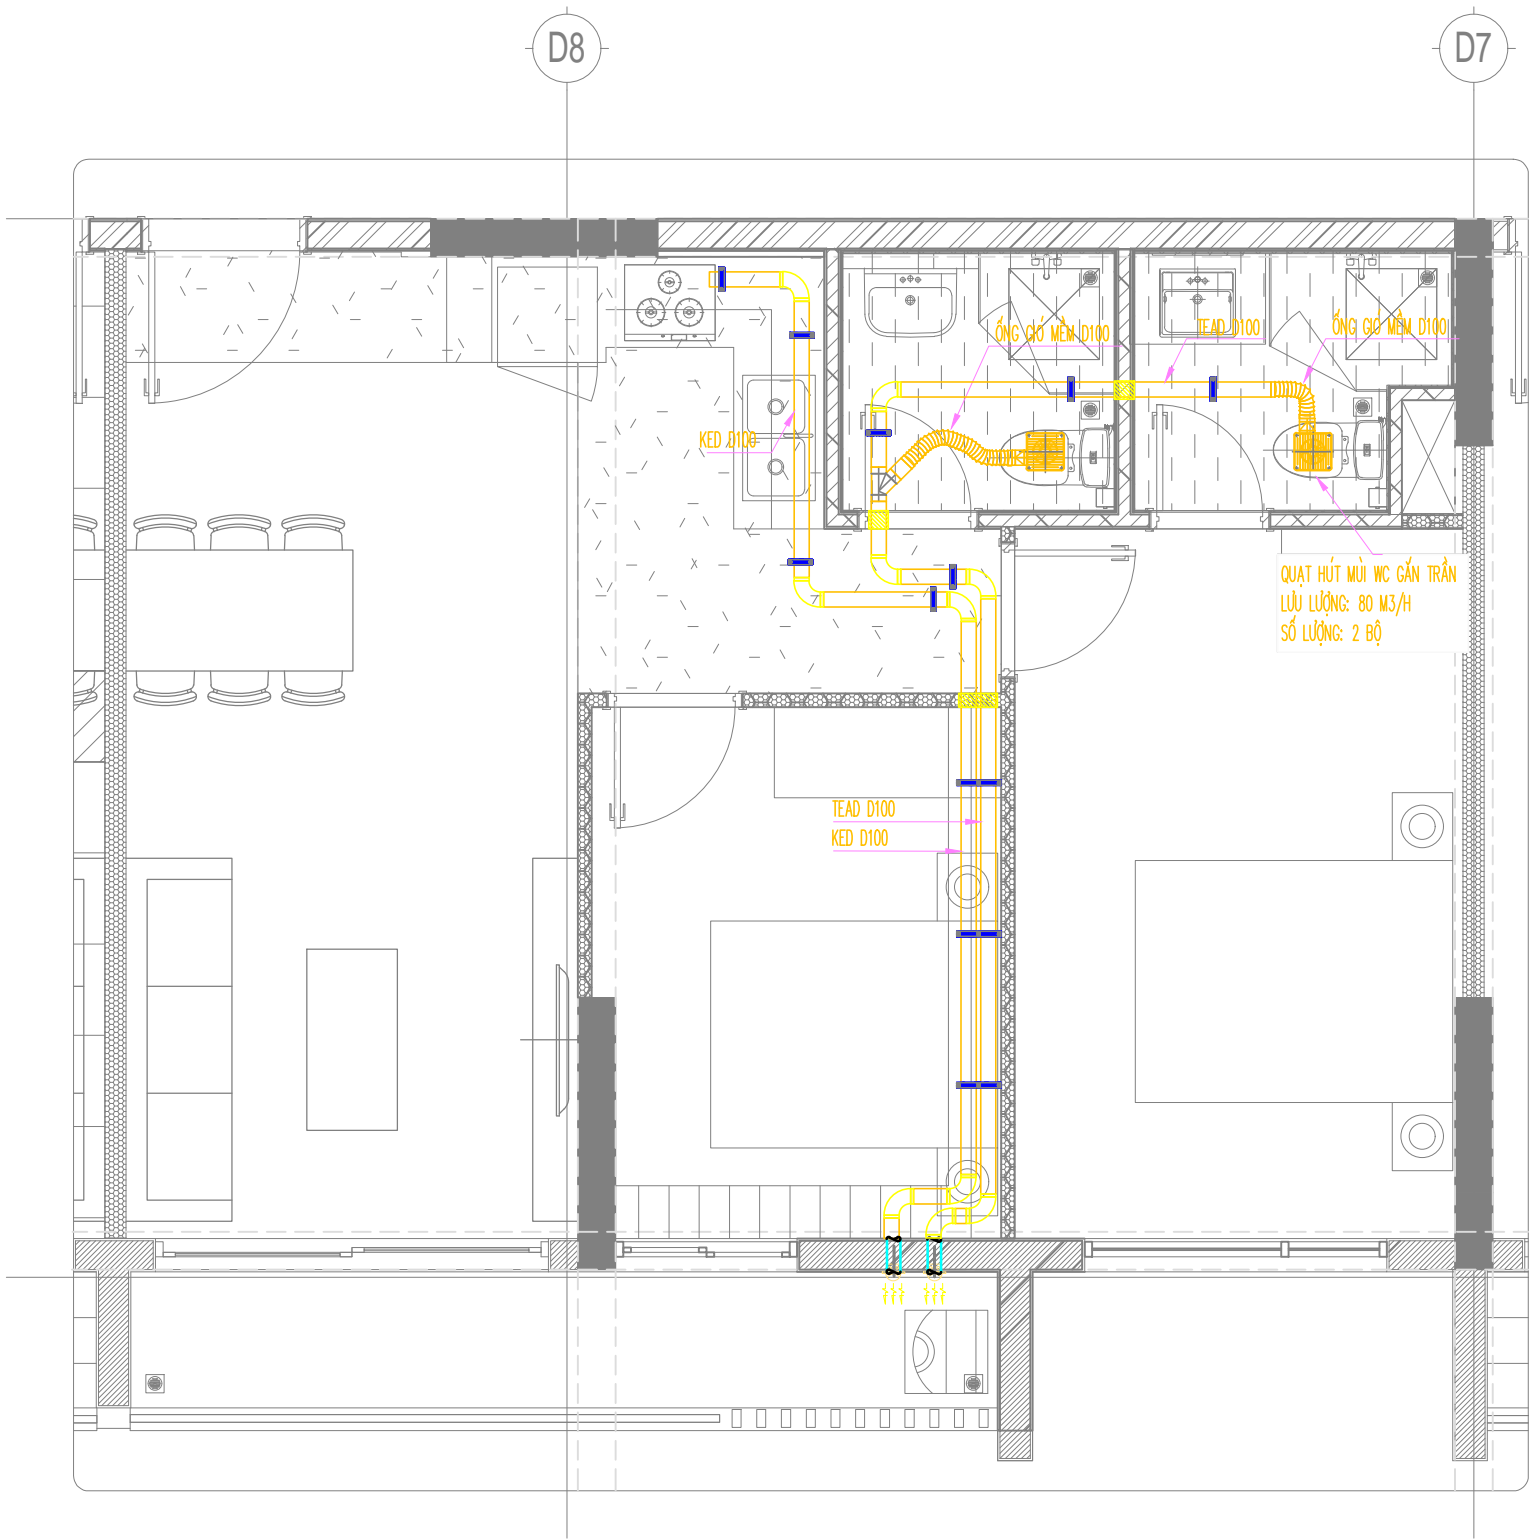 D8
D7
ỐNG GIÓ MỀM D100
TEAD D100
ỐNG GIÓ MỀM D100
KED D100
QUẠT HÚT MÙI WC GẮN TRẦN
LƯU LƯỢNG: 80 M3/H
SỐ LƯỢNG: 2 BỘ
TEAD D100
KED D100